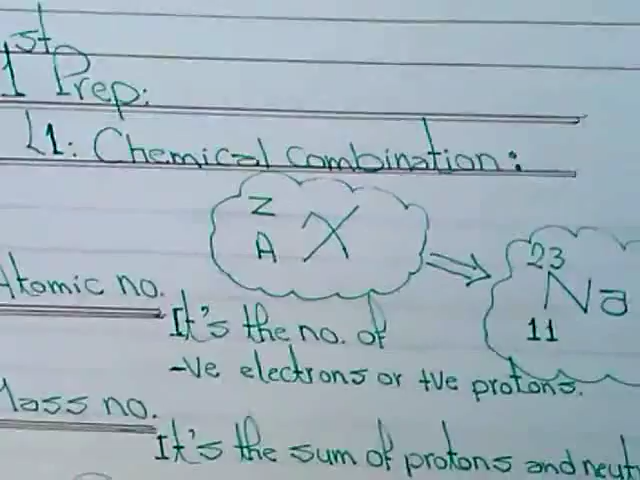 1st Prep:
L1: Chemical combination:
Z
A X
23
Na
11
Atomic no.
It's the no. of
-ve electrons or +ve protons.
Mass no.
It's the sum of protons and neut